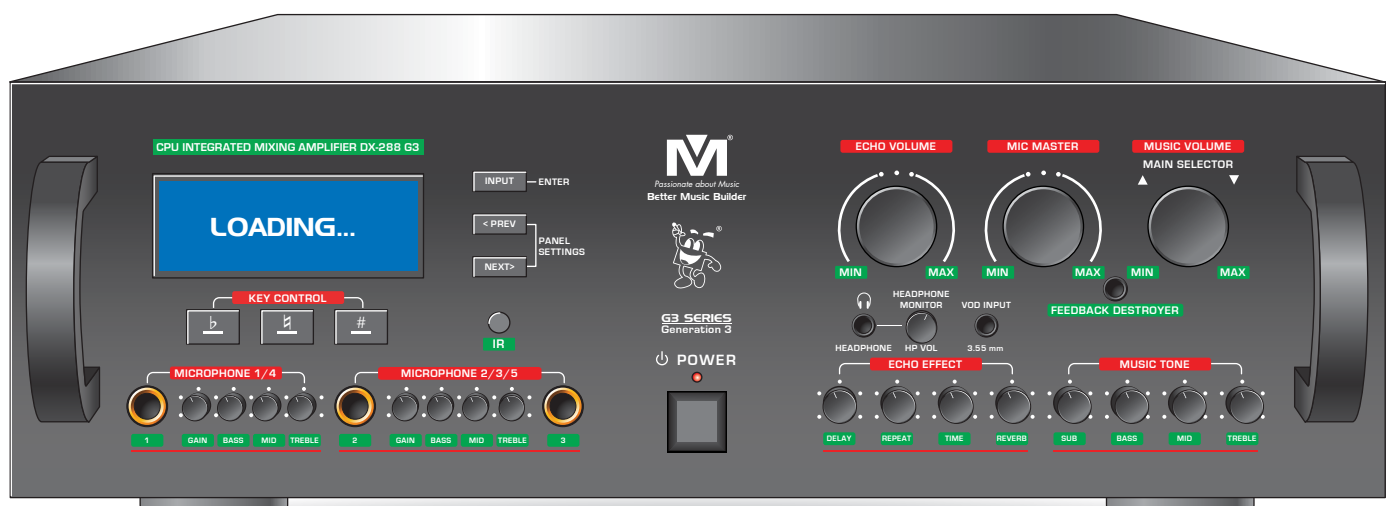 CPU INTEGRATED MIXING AMPLIFIER DX-288 G3
LOADING...
INPUT
ENTER
< PREV
NEXT>
PANEL
SETTINGS
KEY CONTROL
♭
♮
#
IR
MICROPHONE 1/4
1
GAIN
BASS
MID
TREBLE
MICROPHONE 2/3/5
2
GAIN
BASS
MID
TREBLE
3
M®
Passionate about Music
Better Music Builder
®
G3 SERIES
Generation 3
POWER
ECHO VOLUME
MIN
MAX
MIC MASTER
MIN
MAX
MUSIC VOLUME
MAIN SELECTOR
MIN
MAX
FEEDBACK DESTROYER
HEADPHONE
HEADPHONE
MONITOR
HP VOL
VOD INPUT
3.55 mm
ECHO EFFECT
DELAY
REPEAT
TIME
REVERB
MUSIC TONE
SUB
BASS
MID
TREBLE